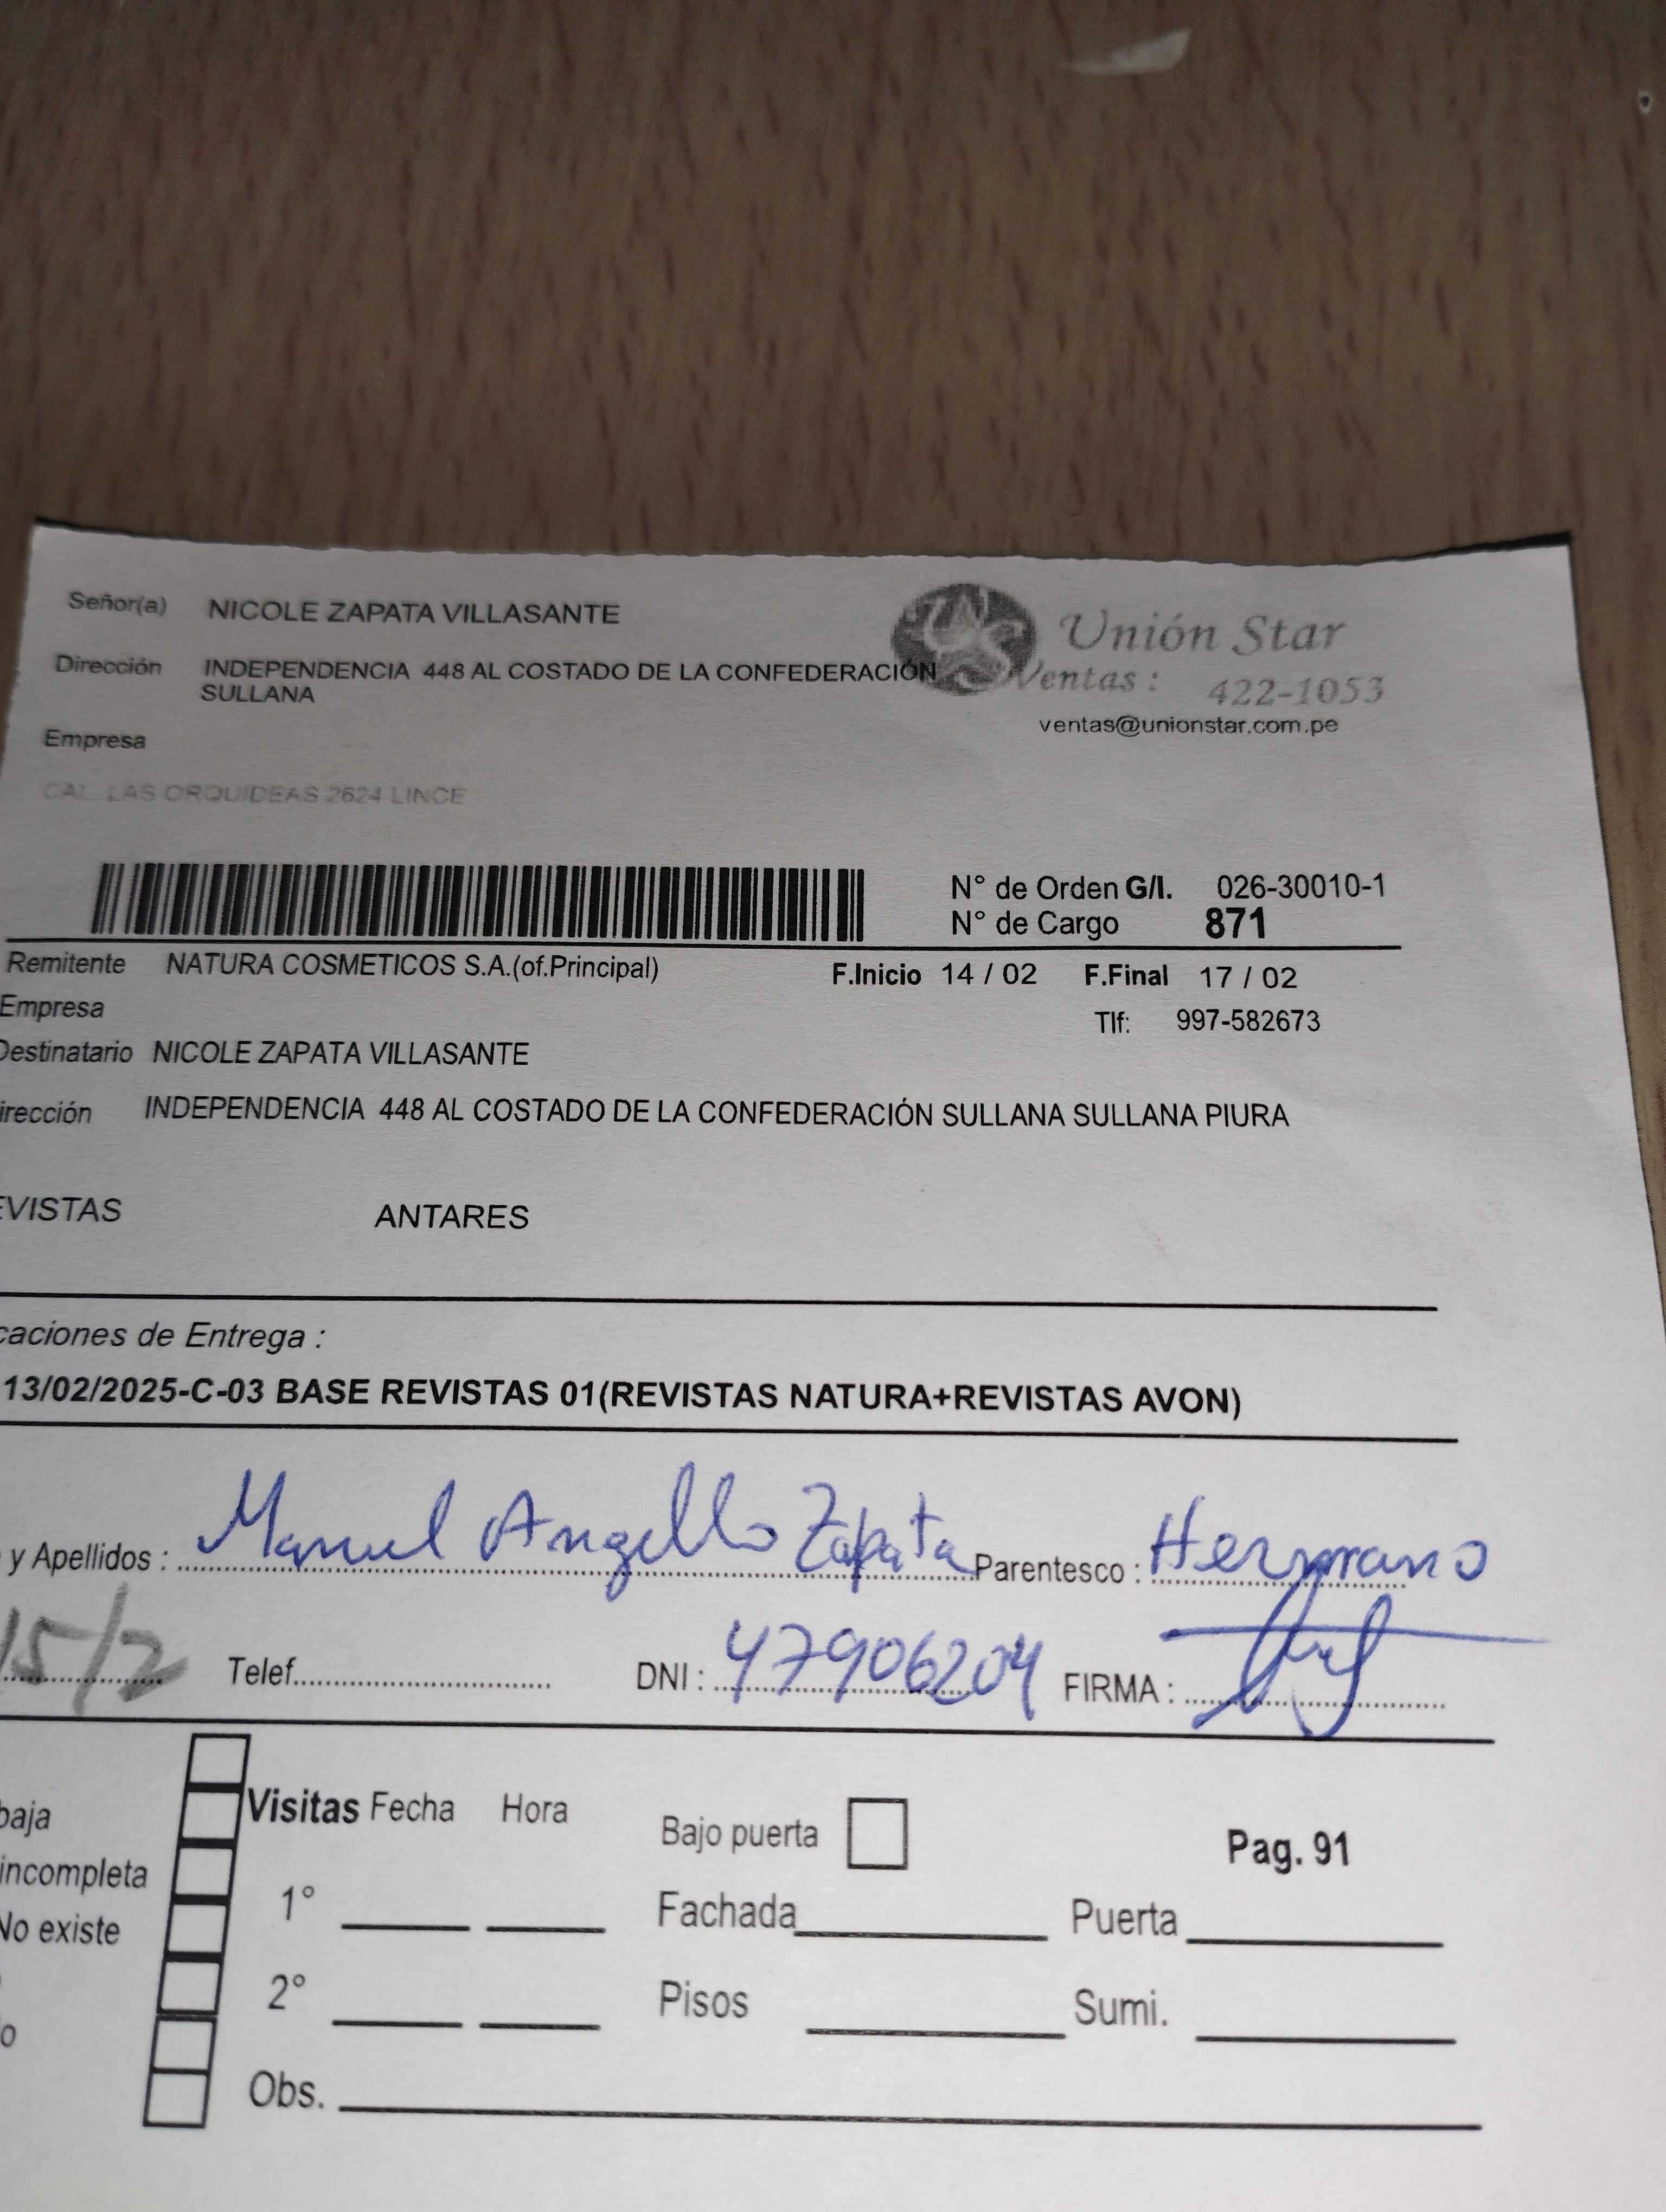 Señor(a) NICOLE ZAPATA VILLASANTE
Unión Star
Dirección INDEPENDENCIA 448 AL COSTADO DE LA CONFEDERACIÓN
SULLANA
Ventas : 422-1053
ventas@unionstar.com.pe
Empresa
CAL. LAS ORQUIDEAS 2624 LINCE
N° de Orden G/I. 026-30010-1
N° de Cargo 871
Remitente NATURA COSMETICOS S.A.(of.Principal) F.Inicio 14 / 02 F.Final 17 / 02
Empresa
Tlf: 997-582673
Destinatario NICOLE ZAPATA VILLASANTE
irección INDEPENDENCIA 448 AL COSTADO DE LA CONFEDERACIÓN SULLANA SULLANA PIURA
EVISTAS ANTARES
caciones de Entrega :
13/02/2025-C-03 BASE REVISTAS 01(REVISTAS NATURA+REVISTAS AVON)
y Apellidos : Manuel Angello Zapata Parentesco : Hermano
15/2 Telef. DNI : 47906204 FIRMA :
baja Visitas Fecha Hora Bajo puerta Pag. 91
incompleta 1° Fachada Puerta
No existe
2° Pisos Sumi.
o
Obs.